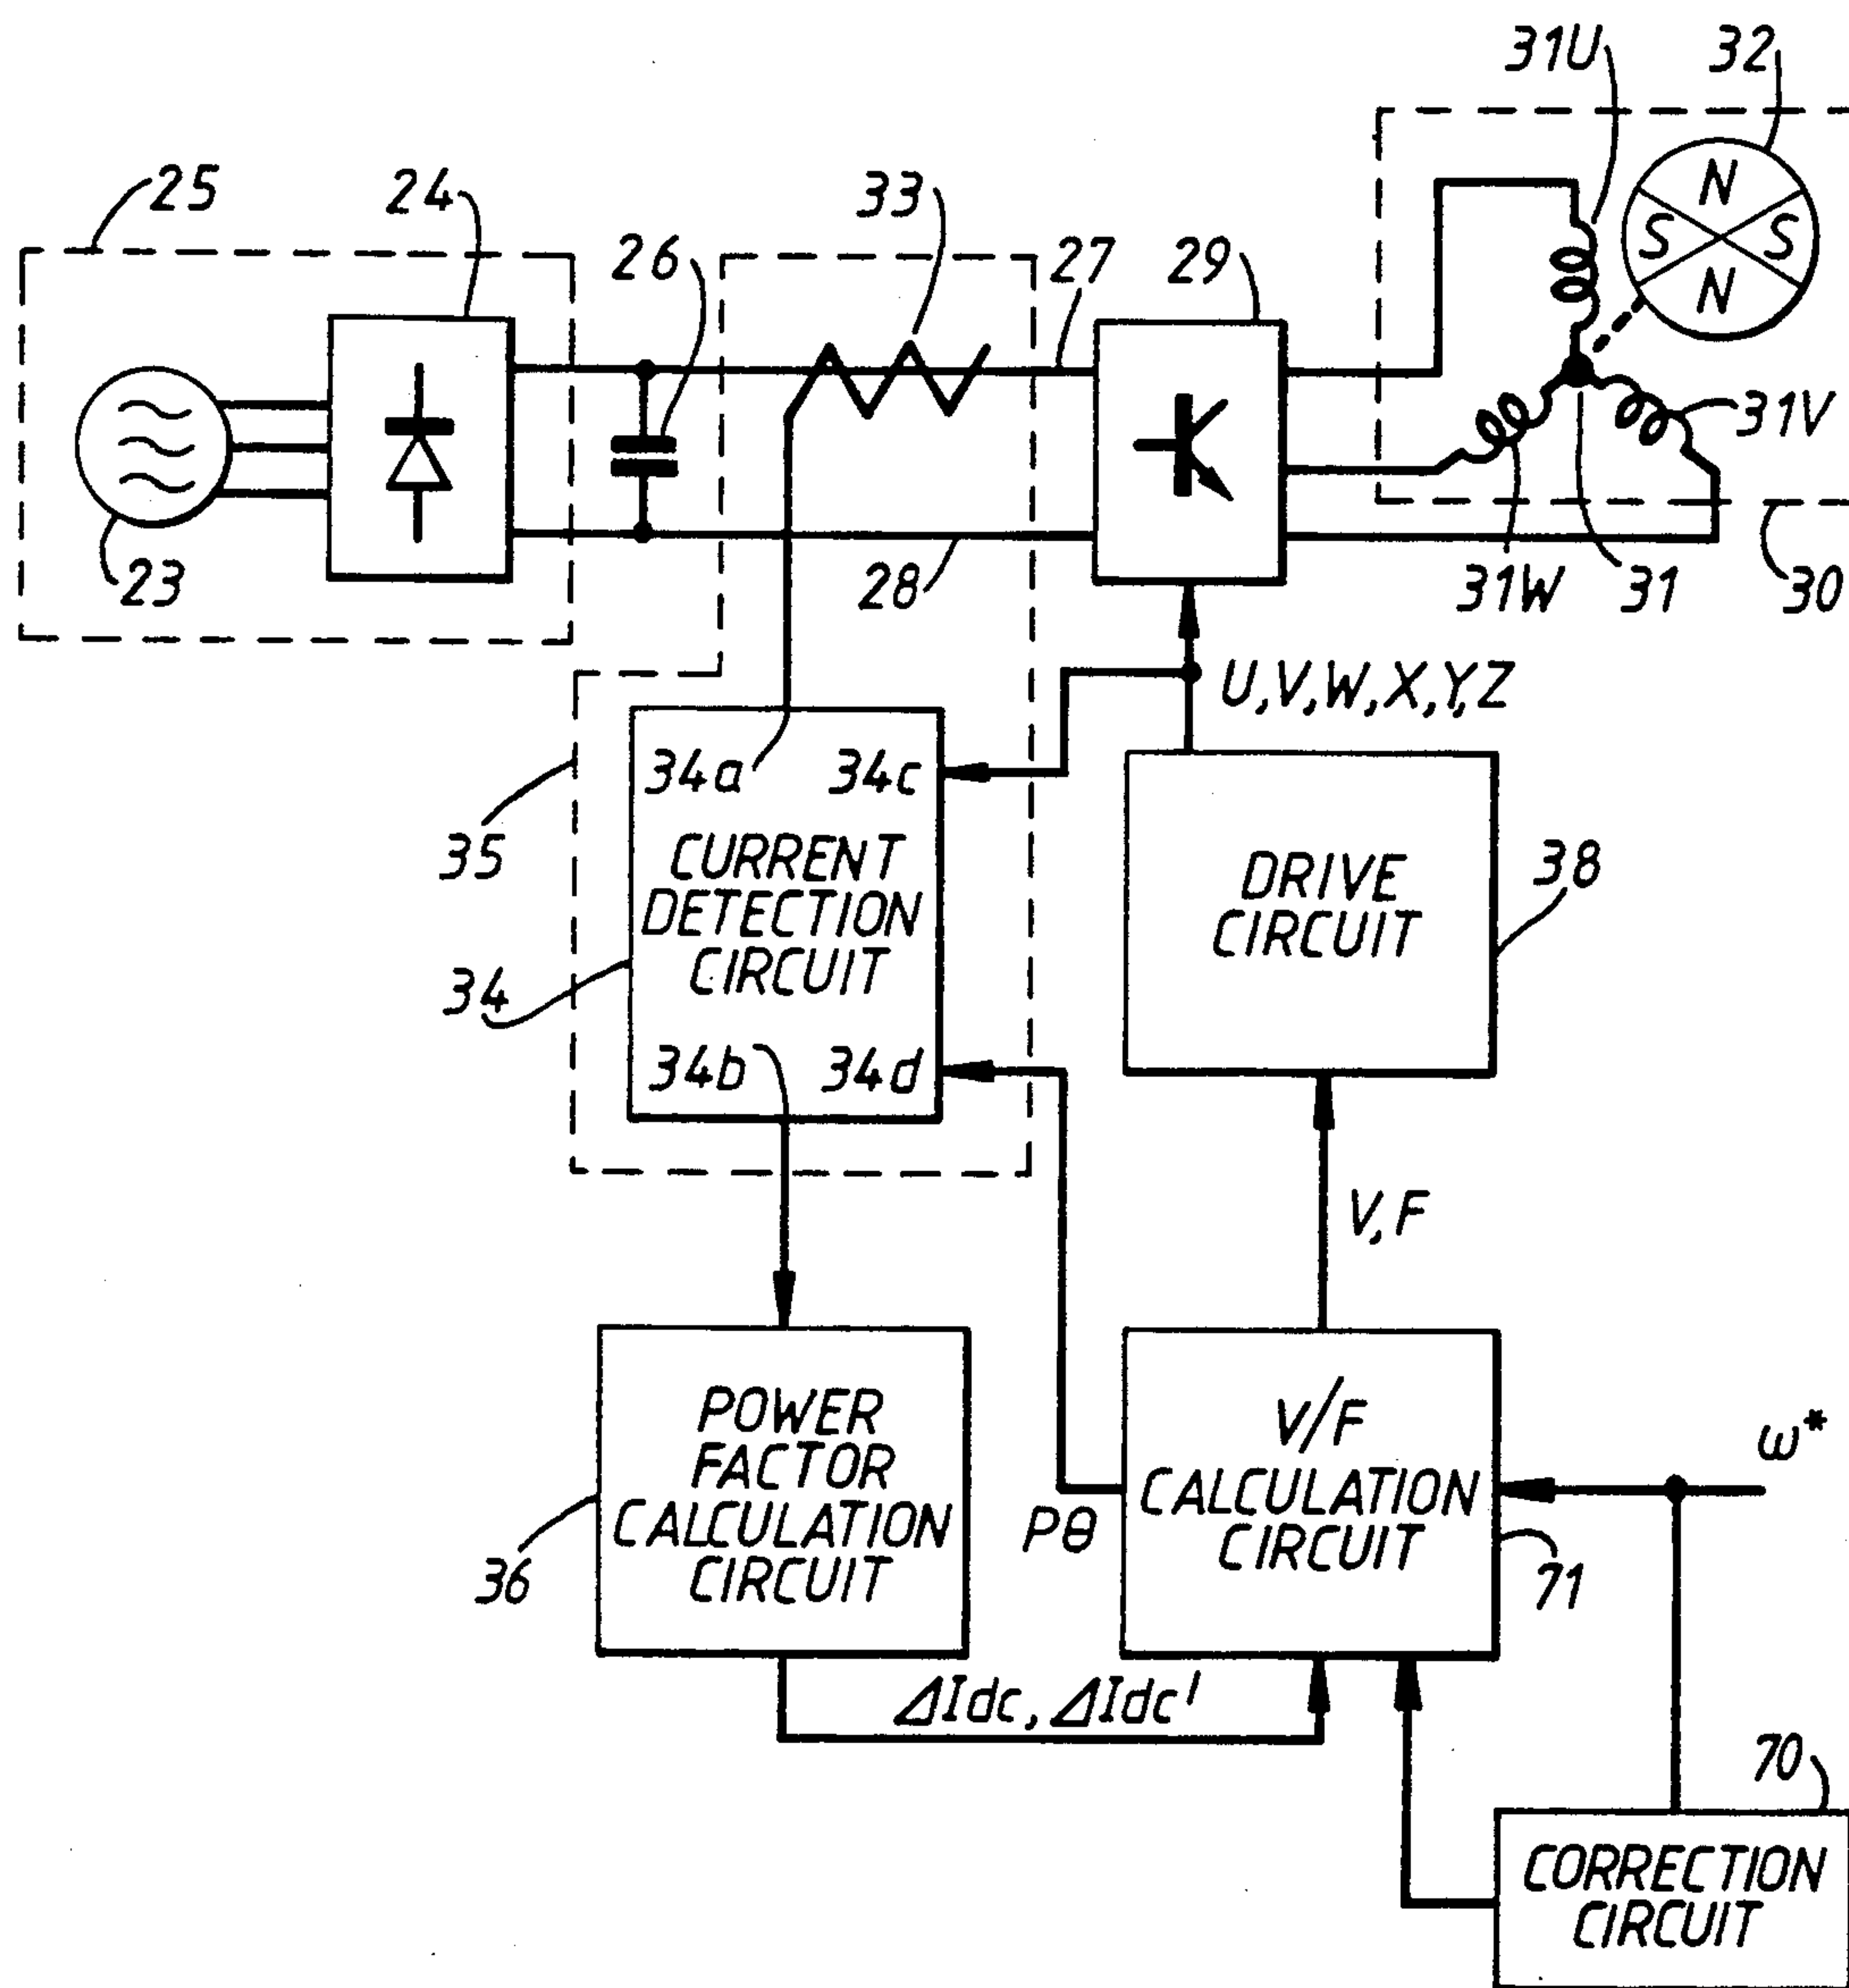 31U
32
25
24
33
26
27
29
N
S
S
N
31V
23
28
31W
31
30
U,V,W,X,Y,Z
34a
34c
35
CURRENT
DETECTION
CIRCUIT
DRIVE
CIRCUIT
38
34
34b
34d
V,F
POWER
FACTOR
CALCULATION
CIRCUIT
V/F
CALCULATION
CIRCUIT
ω*
Pθ
36
71
ΔIdc, ΔIdc'
70
CORRECTION
CIRCUIT